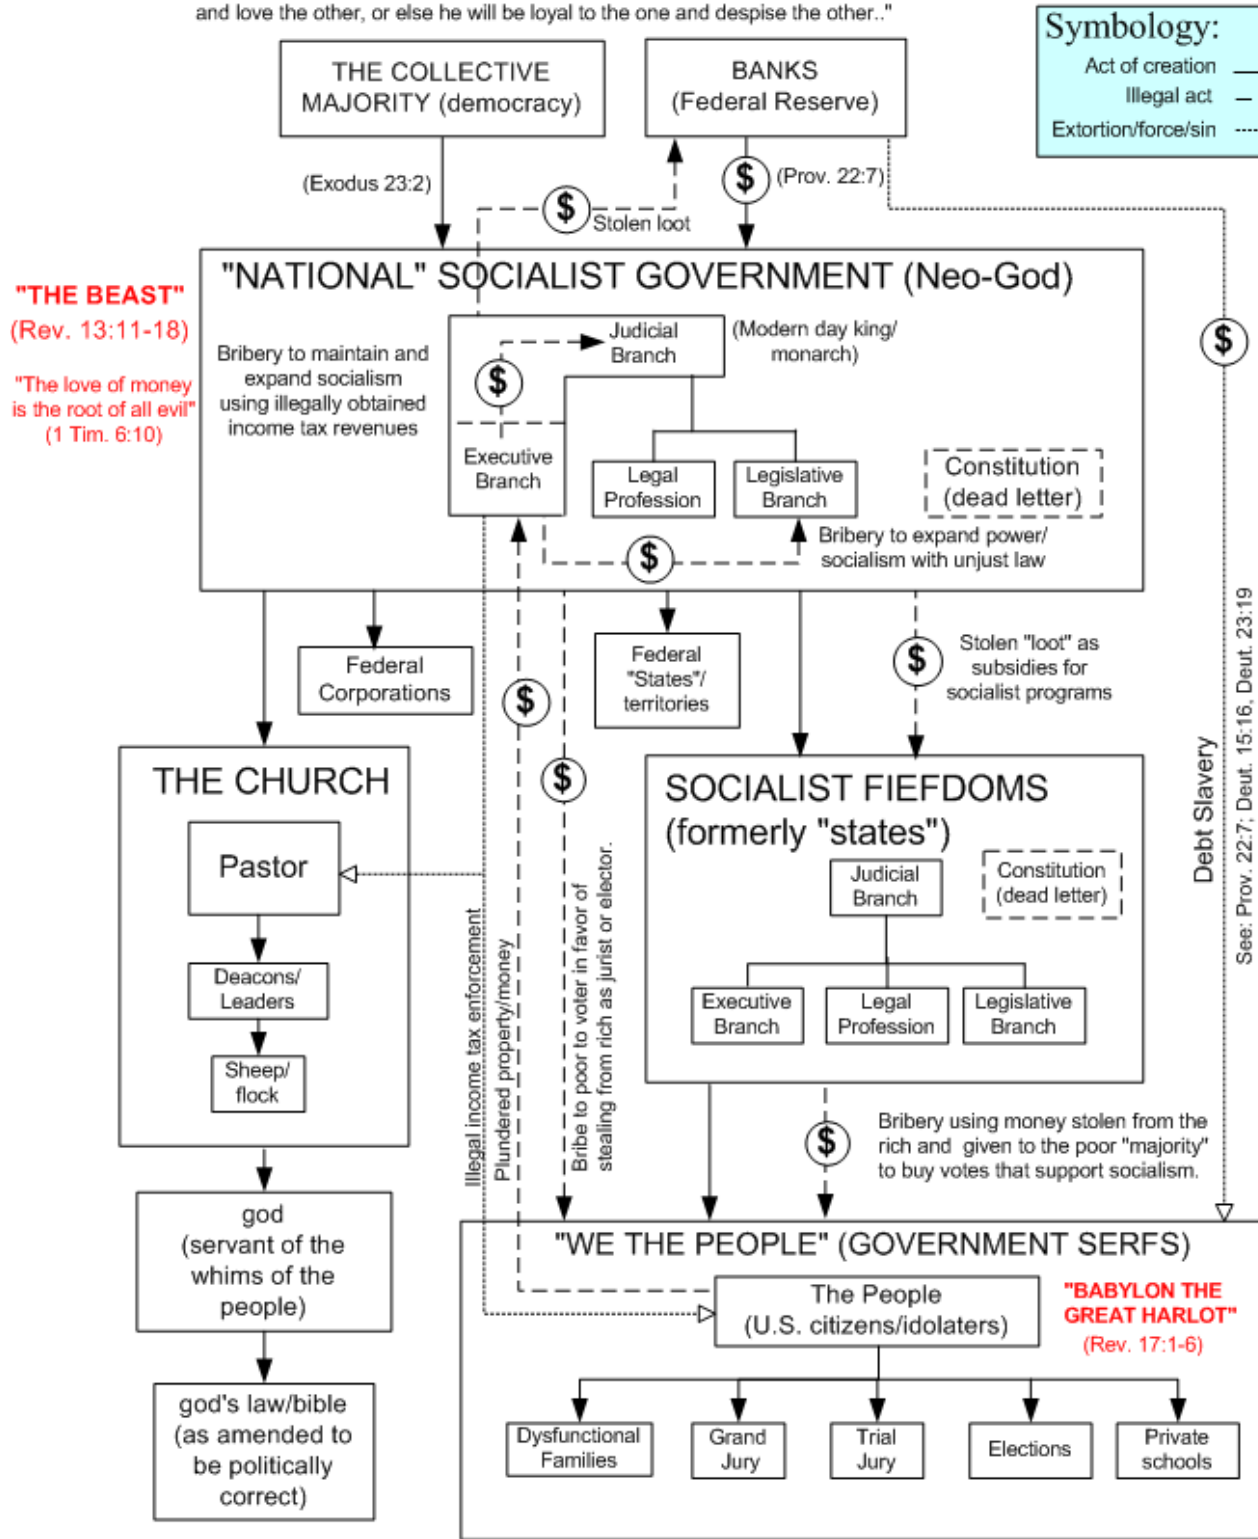 and love the other, or else he will be loyal to the one and despise the other.."
Symbology:
Act of creation
Illegal act
Extortion/force/sin
THE COLLECTIVE
MAJORITY (democracy)
BANKS
(Federal Reserve)
(Exodus 23:2)
$
Stolen loot
$
(Prov. 22:7)
"NATIONAL" SOCIALIST GOVERNMENT (Neo-God)
"THE BEAST"
(Rev. 13:11-18)
"The love of money
is the root of all evil"
(1 Tim. 6:10)
Bribery to maintain and
expand socialism
using illegally obtained
income tax revenues
$
Judicial
Branch
(Modern day king/
monarch)
Executive
Branch
Legal
Profession
Legislative
Branch
Constitution
(dead letter)
$
Bribery to expand power/
socialism with unjust law
$
Debt Slavery
See: Prov. 22:7; Deut. 15:16, Deut. 23:19
Federal
Corporations
$
Federal
"States"/
territories
$
Stolen "loot" as
subsidies for
socialist programs
THE CHURCH
Pastor
Deacons/
Leaders
Sheep/
flock
Illegal income tax enforcement
Plundered property/money
$
Bribe to poor to voter in favor of
stealing from rich as jurist or elector.
SOCIALIST FIEFDOMS
(formerly "states")
Judicial
Branch
Constitution
(dead letter)
Executive
Branch
Legal
Profession
Legislative
Branch
$
Bribery using money stolen from the
rich and given to the poor "majority"
to buy votes that support socialism.
god
(servant of the
whims of the
people)
god's law/bible
(as amended to
be politically
correct)
"WE THE PEOPLE" (GOVERNMENT SERFS)
The People
(U.S. citizens/idolaters)
"BABYLON THE
GREAT HARLOT"
(Rev. 17:1-6)
Dysfunctional
Families
Grand
Jury
Trial
Jury
Elections
Private
schools